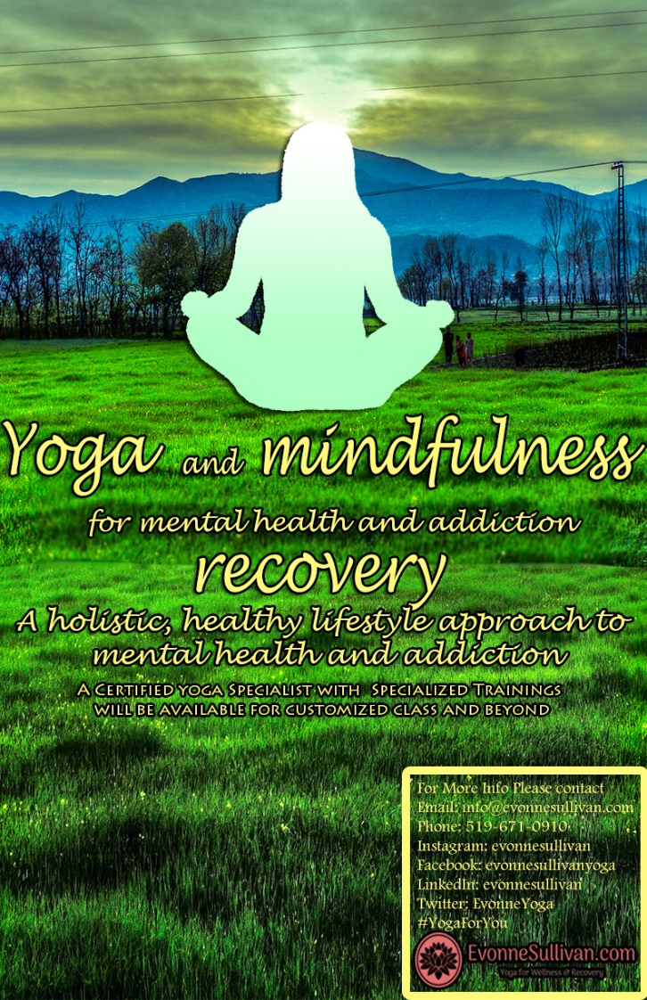 Yoga and mindfulness
for mental health and addiction
recovery
A holistic, healthy lifestyle approach to
mental health and addiction
A Certified yoga Specialist with Specialized Trainings
will be available for customized class and beyond
For More Info Please contact
Email: info@evonnesullivan.com
Phone: 519-671-0910
Instagram: evonnesullivan
Facebook: evonnesullivanyoga
LinkedIn: evonnesullivan
Twitter: EvonneYoga
#YogaForYou
EvonneSullivan.com
Yoga for Wellness & Recovery